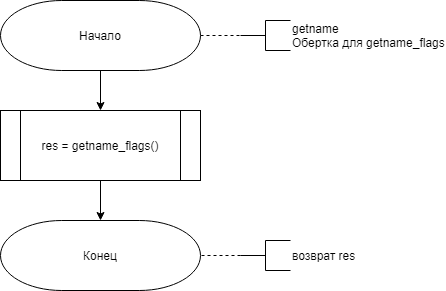 Начало
getname
Обертка для getname_flags
res = getname_flags()
Конец
возврат res